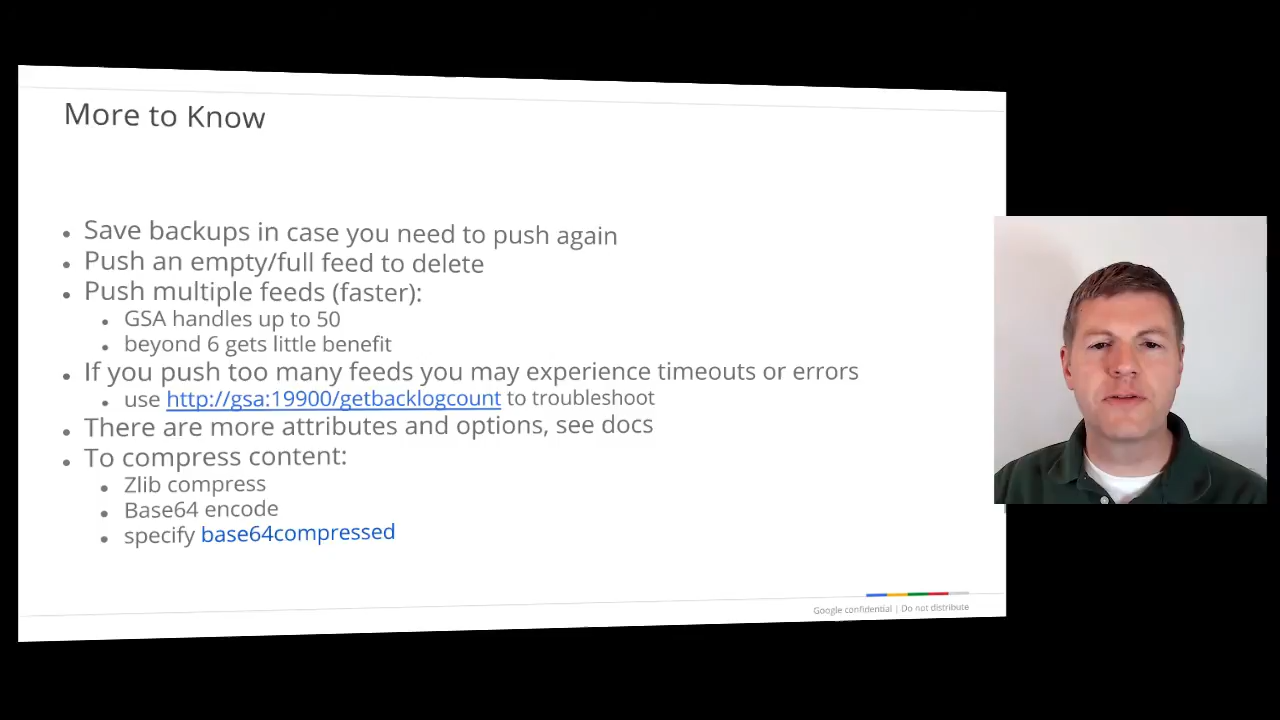 More to Know
Save backups in case you need to push again
Push an empty/full feed to delete
Push multiple feeds (faster):
GSA handles up to 50
beyond 6 gets little benefit
If you push too many feeds you may experience timeouts or errors
use http://gsa:19900/getbacklogcount to troubleshoot
There are more attributes and options, see docs
To compress content:
Zlib compress
Base64 encode
specify base64compressed
Google confidential | Do not distribute